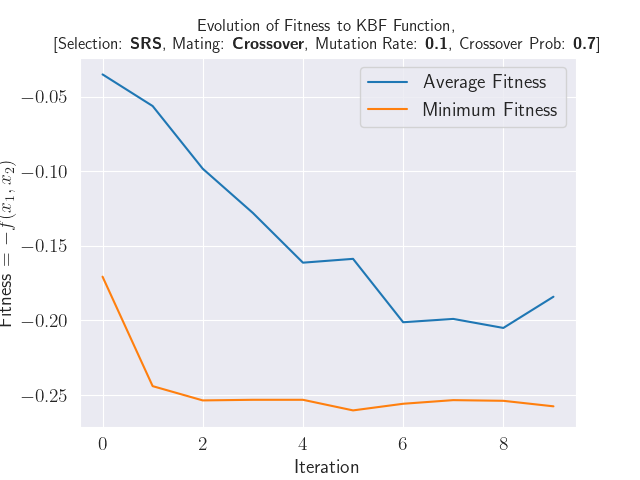 Evolution of Fitness to KBF Function,
[Selection: SRS, Mating: Crossover, Mutation Rate: 0.1, Crossover Prob: 0.7]
Average Fitness
Minimum Fitness
Fitness = −f(x₁, x₂)
−0.05
−0.10
−0.15
−0.20
−0.25
0 2 4 6 8
Iteration